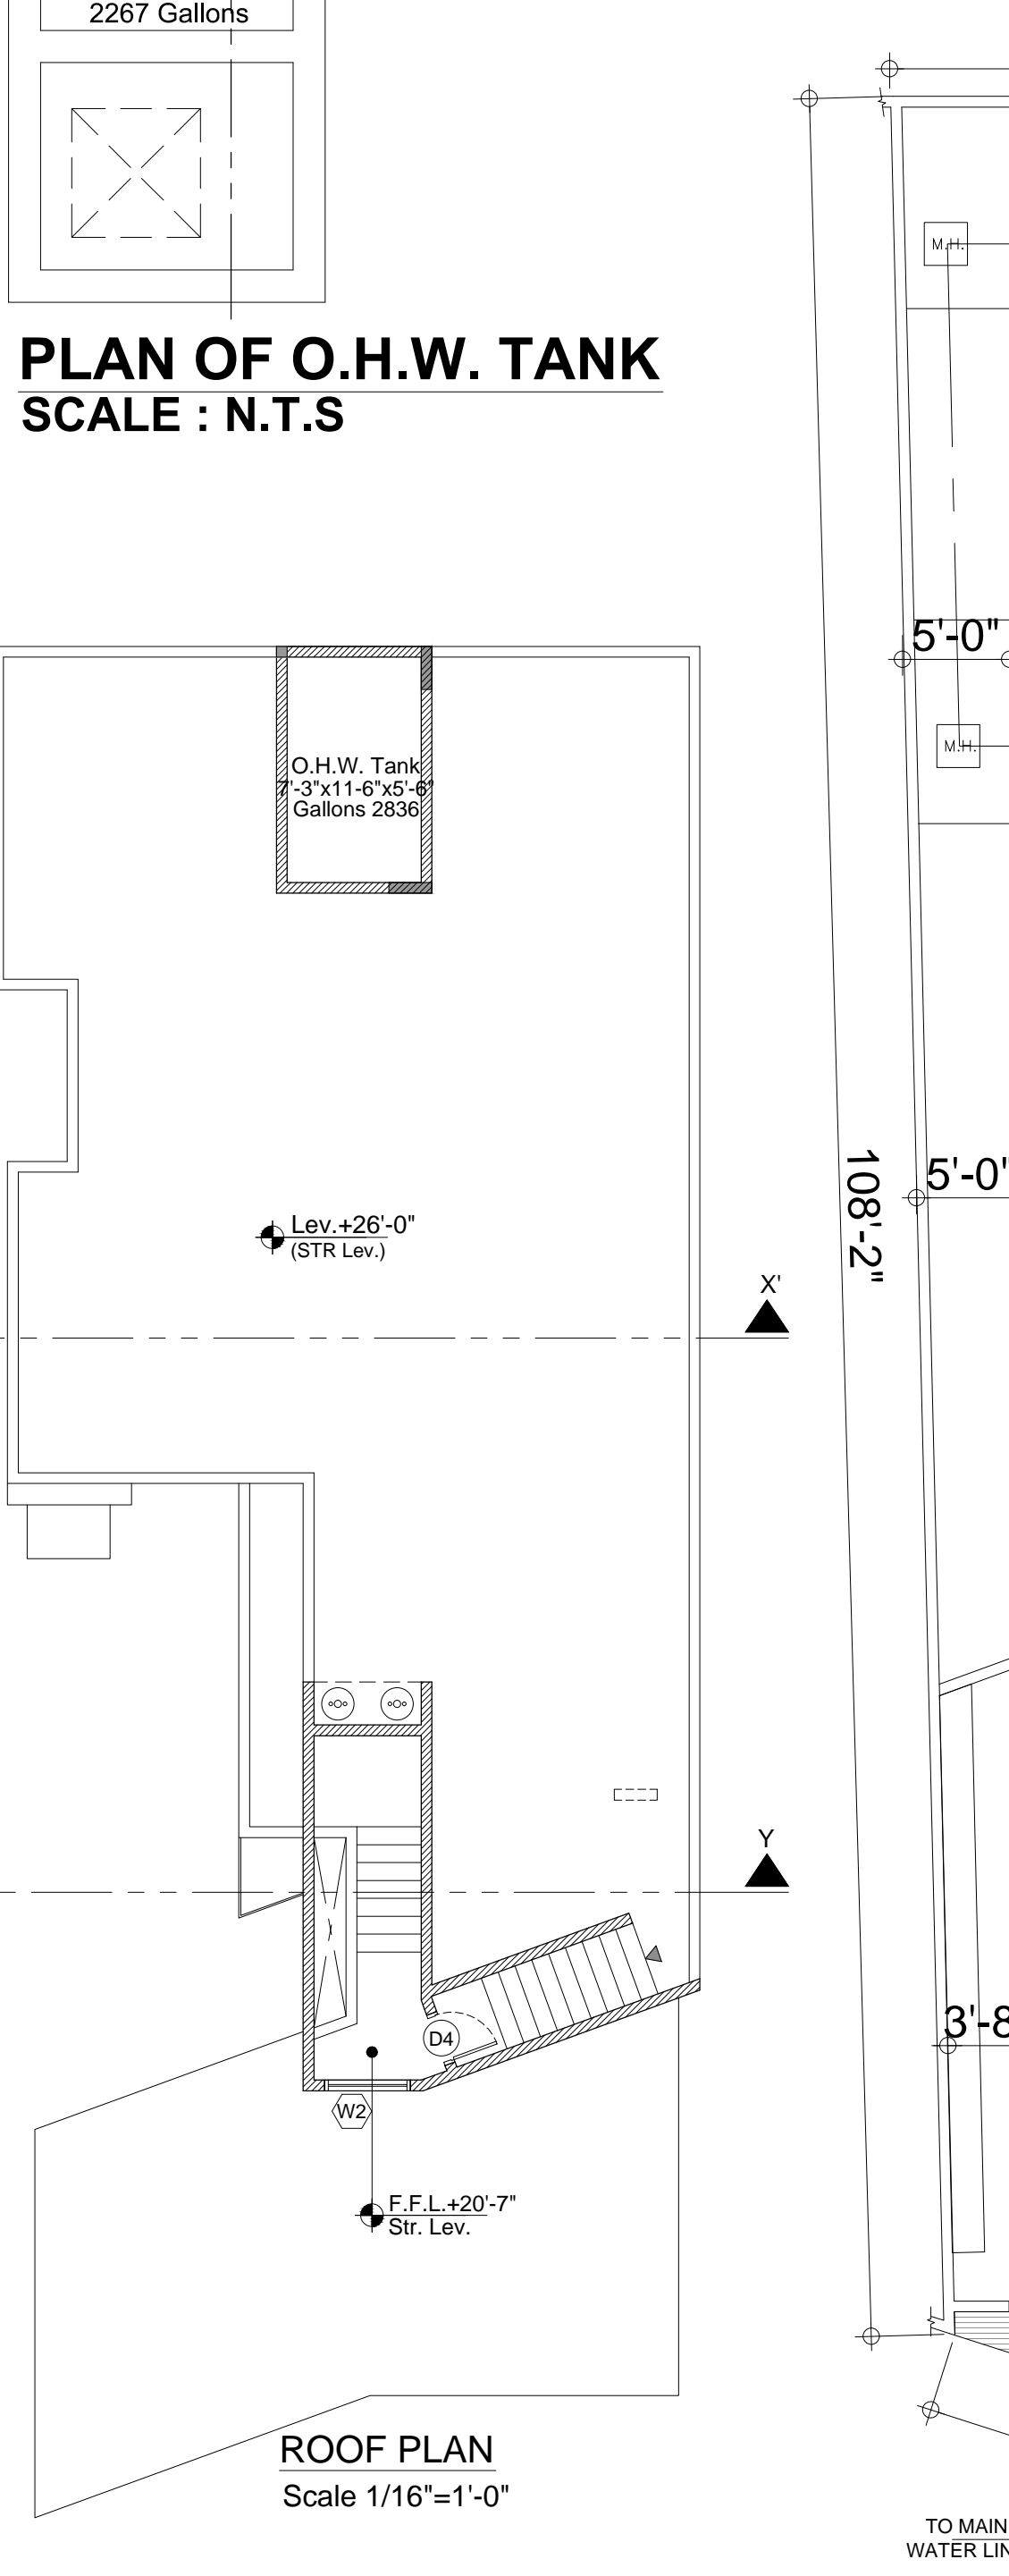 2267 Gallons
PLAN OF O.H.W. TANK
SCALE : N.T.S
M.H.
5'-0"
O.H.W. Tank
7'-3"x11-6"x5'-6"
Gallons 2836
M.H.
108'-2"
5'-0"
Lev.+26'-0"
(STR Lev.)
X'
Y
3'-8
D4
W2
F.F.L.+20'-7"
Str. Lev.
ROOF PLAN
Scale 1/16"=1'-0"
TO MAIN
WATER LIN